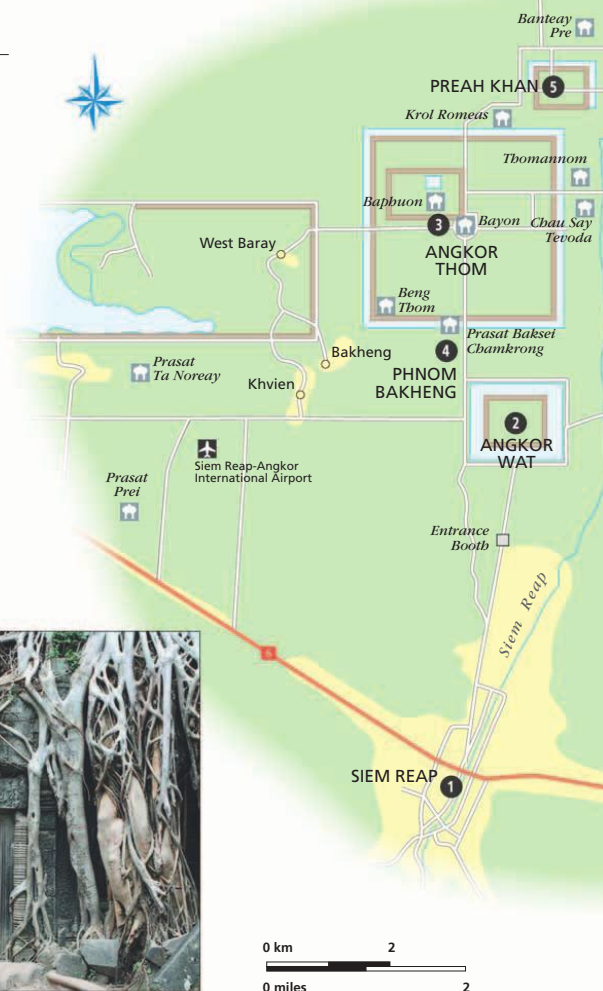 Banteay
Pre
PREAH KHAN
5
Krol Romeas
Thomannom
Baphuon
3
Bayon
Chau Say
Tevoda
West Baray
ANGKOR
THOM
Beng
Thom
Prasat Baksei
Chamkrong
4
Bakheng
PHNOM
BAKHENG
Prasat
Ta Noreay
Khvien
2
ANGKOR
WAT
Siem Reap-Angkor
International Airport
Prasat
Prei
Entrance
Booth
Siem Reap
6
SIEM REAP
1
0 km
2
0 miles
2